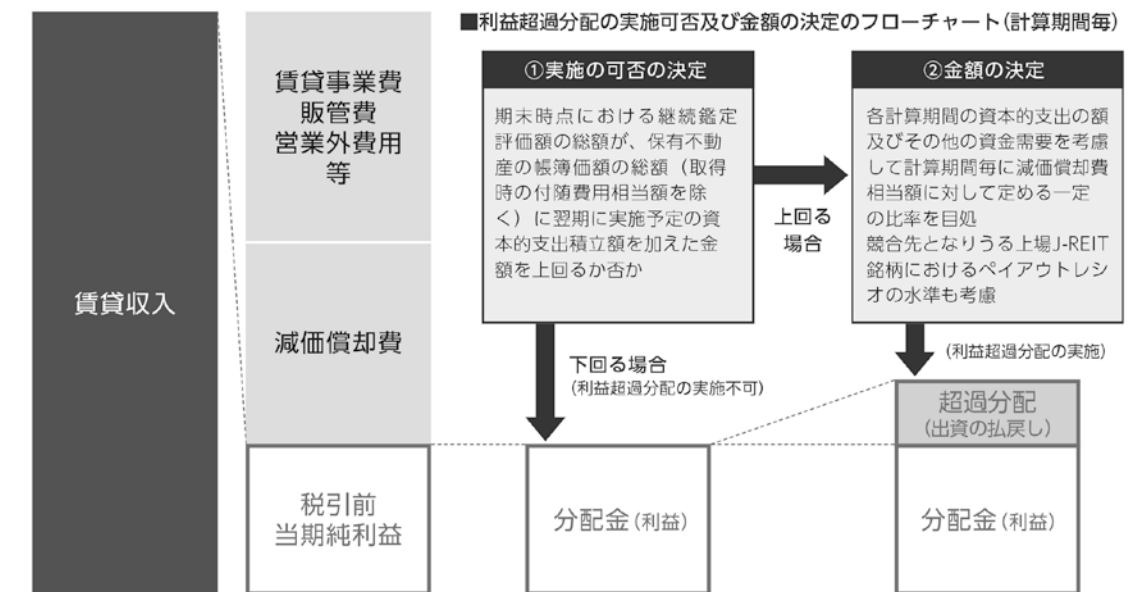 ■利益超過分配の実施可否及び金額の決定のフローチャート(計算期間毎)
賃貸収入
賃貸事業費
販管費
営業外費用
等
減価償却費
税引前
当期純利益
①実施の可否の決定
期末時点における継続鑑定
評価額の総額が、保有不動
産の帳簿価額の総額(取得
時の付随費用相当額を除
く)に翌期に実施予定の資
本的支出積立額を加えた金
額を上回るか否か
上回る
場合
②金額の決定
各計算期間の資本的支出の額
及びその他の資金需要を考慮
して計算期間毎に減価償却費
相当額に対して定める一定
の比率を目処
競合先となりうる上場J-REIT
銘柄におけるペイアウトレシ
オの水準も考慮
下回る場合
(利益超過分配の実施不可)
(利益超過分配の実施)
分配金(利益)
超過分配
(出資の払戻し)
分配金(利益)